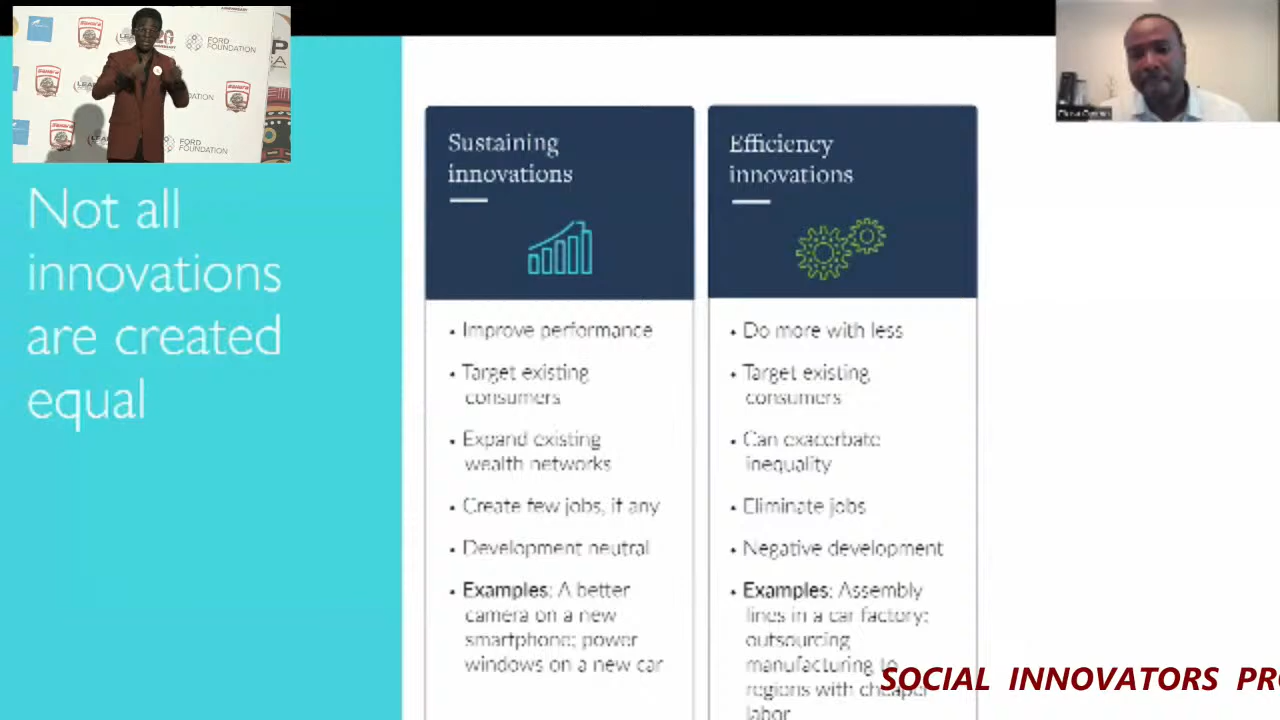 FORD
FOUNDATION
FORD
FOUNDATION
Not all
innovations
are created
equal
Sustaining
innovations
• Improve performance
• Target existing
consumers
• Expand existing
wealth networks
• Create few jobs, if any
• Development neutral
• Examples: A better
camera on a new
smartphone; power
windows on a new car
Efficiency
innovations
• Do more with less
• Target existing
consumers
• Can exacerbate
inequality
• Eliminate jobs
• Negative development
• Examples: Assembly
lines in a car factory;
outsourcing
manufacturing to
regions with cheaper
labor
SOCIAL INNOVATORS PRO